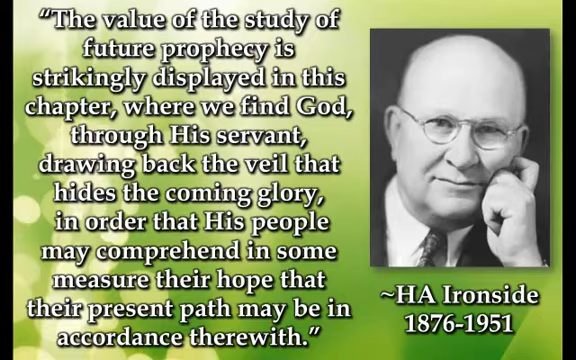 “The value of the study of
future prophecy is
strikingly displayed in this
chapter, where we find God,
through His servant,
drawing back the veil that
hides the coming glory,
in order that His people
may comprehend in some
measure their hope that
their present path may be in
accordance therewith.”
~HA Ironside
1876-1951